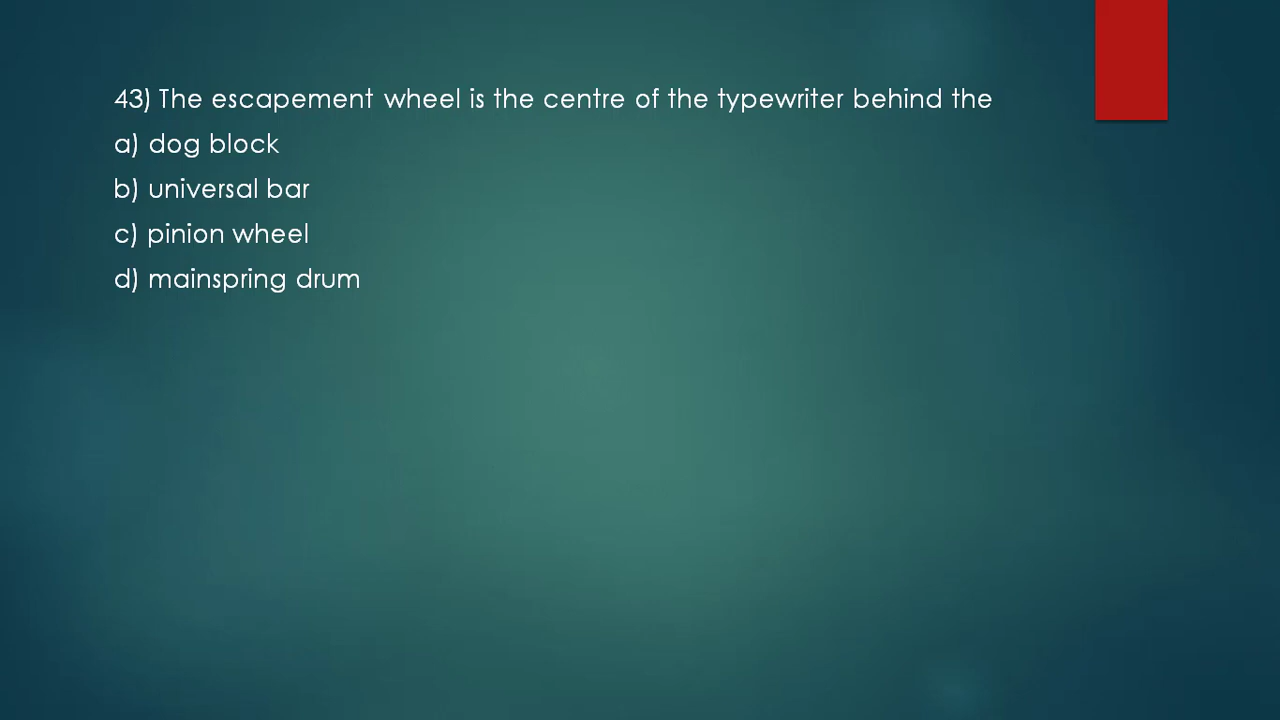 43) The escapement wheel is the centre of the typewriter behind the
a) dog block
b) universal bar
c) pinion wheel
d) mainspring drum